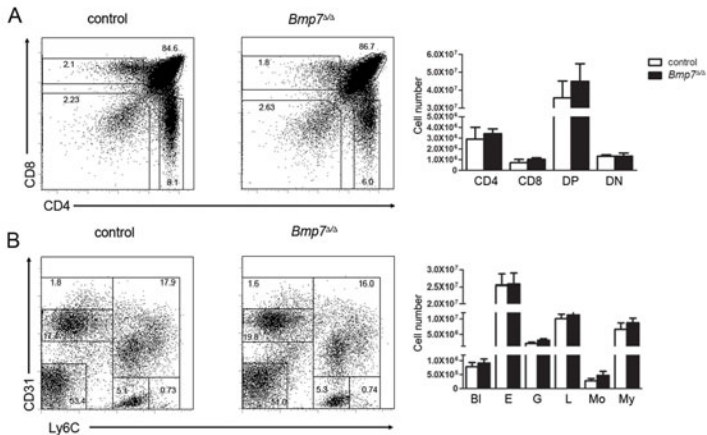 A
control
Bmp7Δ/Δ
84.6
2.1
2.23
8.1
86.7
1.8
2.63
6.0
CD8
CD4
Cell number
6.0X10⁷
5.0X10⁷
4.0X10⁷
3.0X10⁷
5.0X10⁶
4.0X10⁶
3.0X10⁶
2.0X10⁶
1.0X10⁶
0
CD4 CD8 DP DN
control
Bmp7Δ/Δ
B
control
Bmp7Δ/Δ
1.8
17.9
5.1
0.73
53.4
1.6
16.0
19.8
5.3
0.74
51.0
CD31
Ly6C
Cell number
3.0X10⁷
2.5X10⁷
2.0X10⁷
1.0X10⁷
5.0X10⁶
1.0X10⁶
5.0X10⁵
0
Bl E G L Mo My